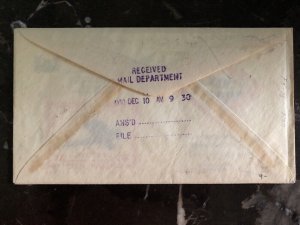 RECEIVED
MAIL DEPARTMENT
DEC 10 AM 9 30
ANS'D ..............
FILE ..................